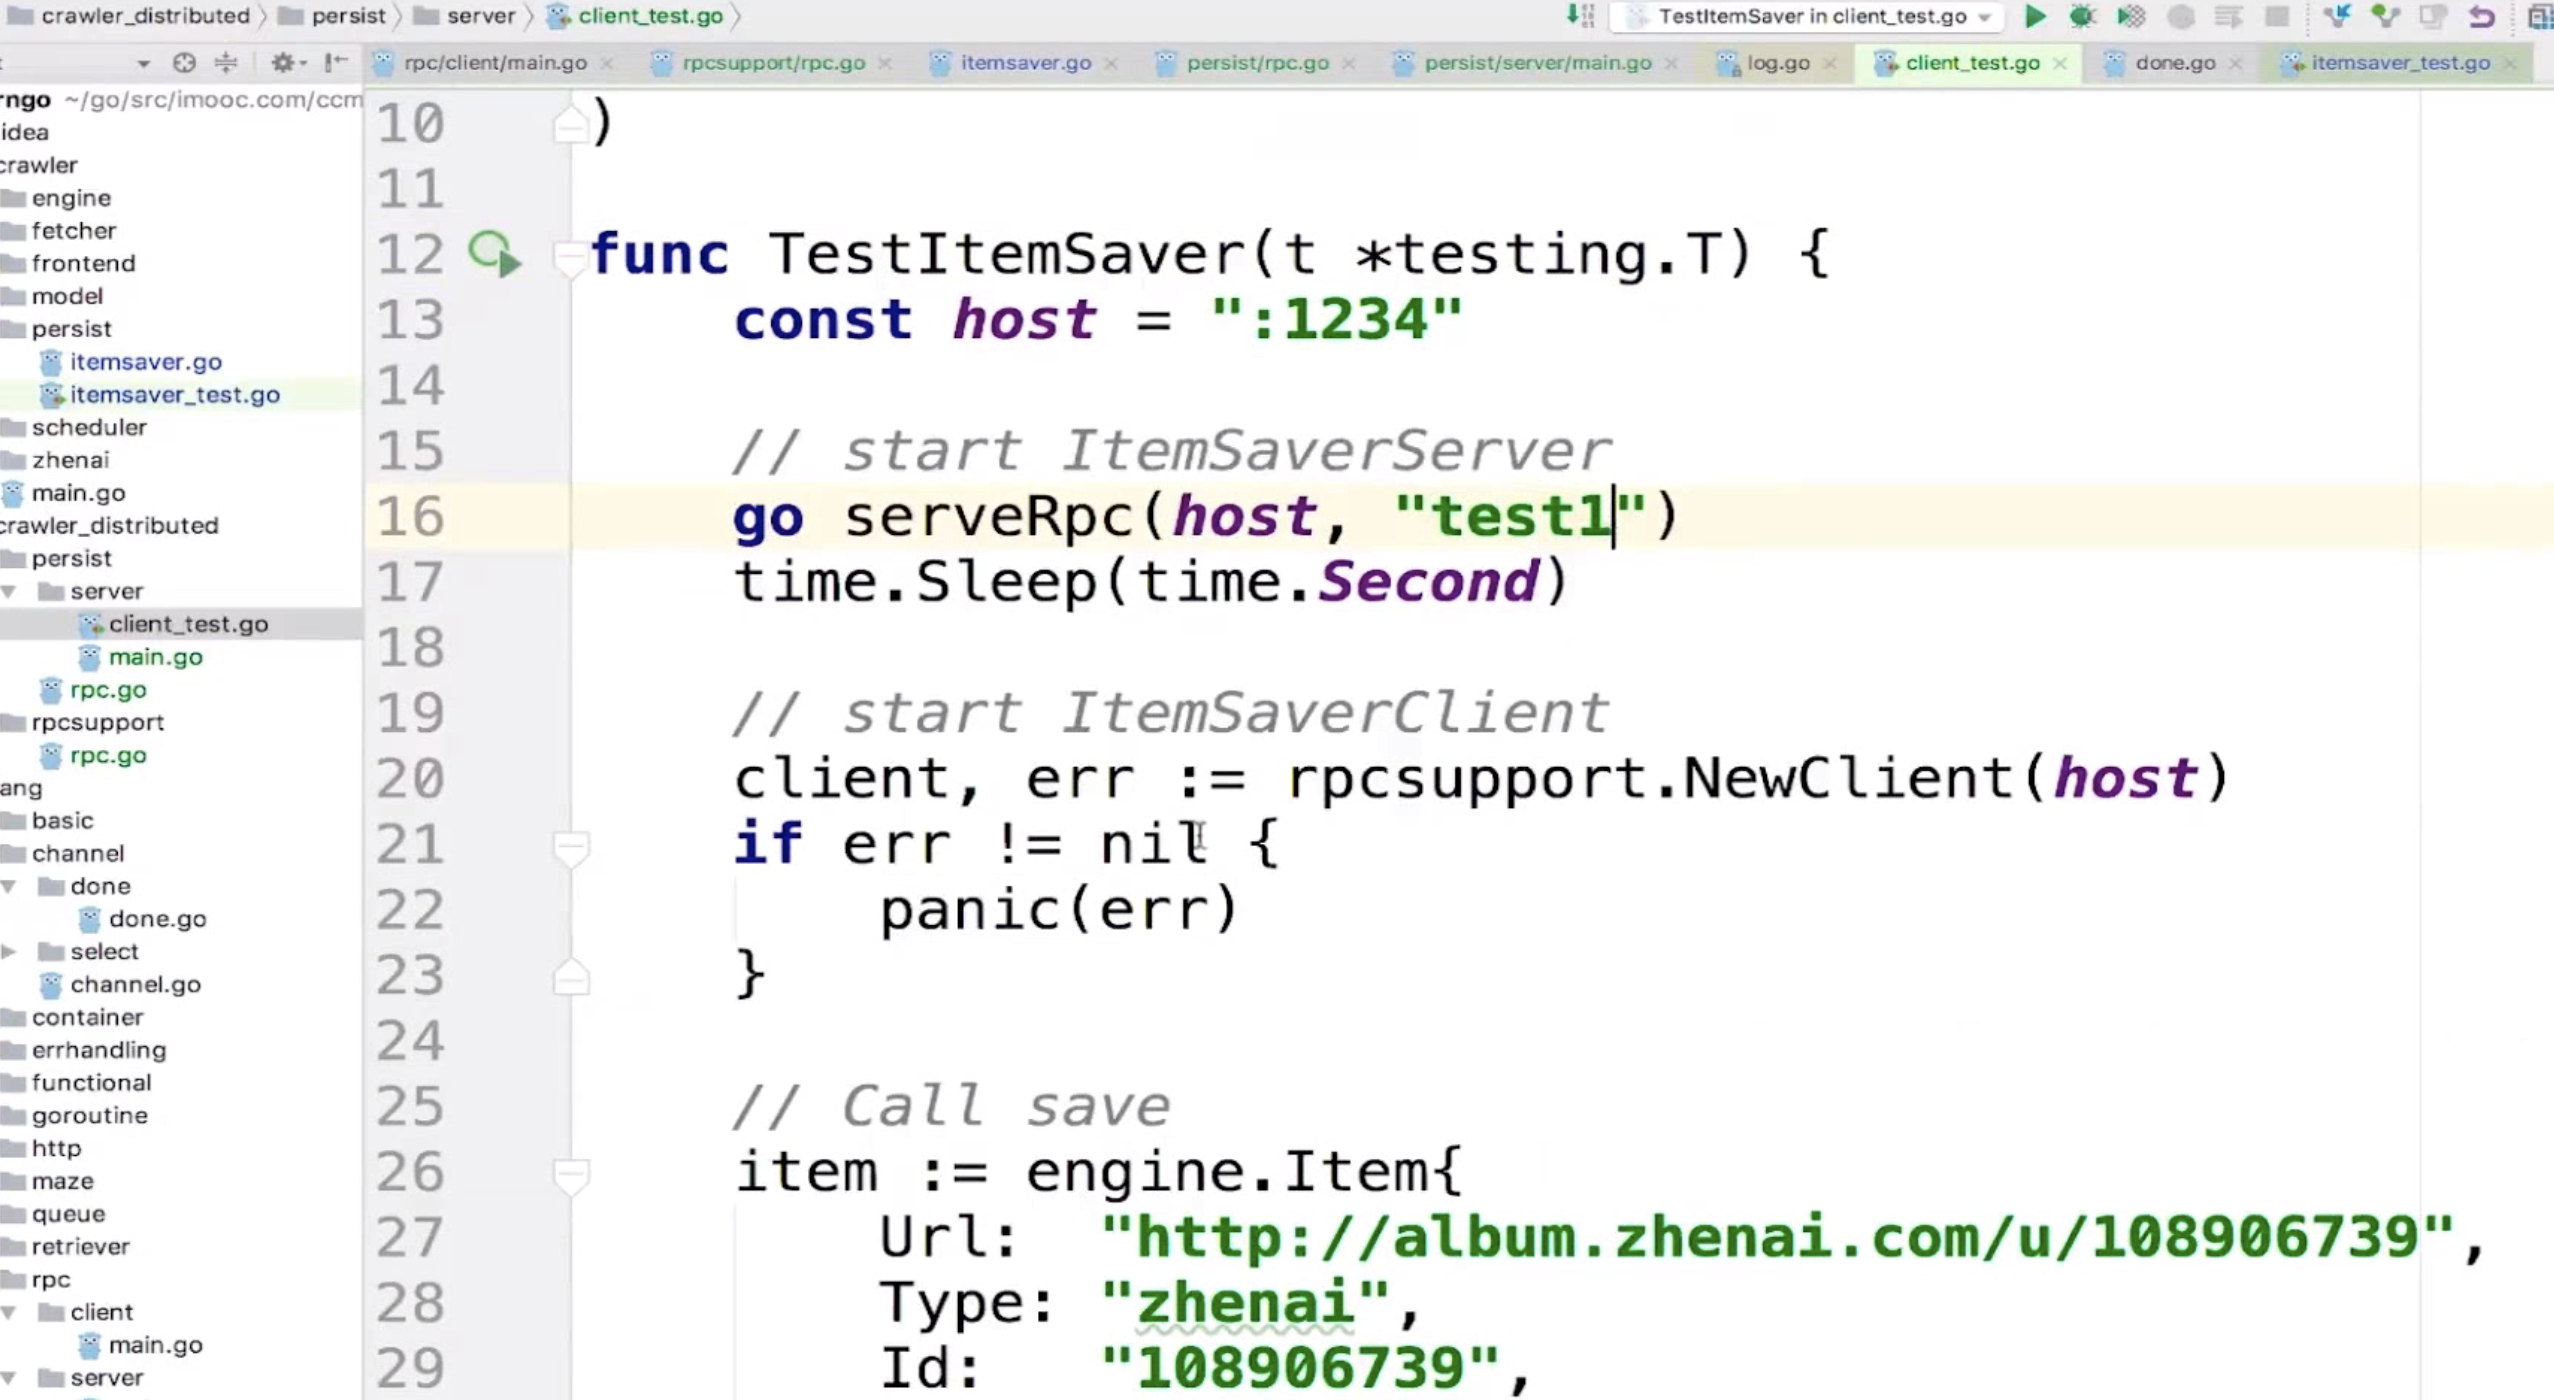 crawler_distributed persist server client_test.go TestItemSaver in client_test.go
rpc/client/main.go rpcsupport/rpc.go itemsaver.go persist/rpc.go persist/server/main.go log.go client_test.go done.go itemsaver_test.go
~/go/src/imooc.com/ccm
idea
crawler
engine
fetcher
frontend
model
persist
itemsaver.go
itemsaver_test.go
scheduler
zhenai
main.go
crawler_distributed
persist
server
client_test.go
main.go
rpc.go
rpcsupport
rpc.go
ang
basic
channel
done
done.go
select
channel.go
container
errhandling
functional
goroutine
http
maze
queue
retriever
rpc
client
main.go
server
10 )
11
12 func TestItemSaver(t *testing.T) {
13 const host = ":1234"
14
15 // start ItemSaverServer
16 go serveRpc(host, "test1")
17 time.Sleep(time.Second)
18
19 // start ItemSaverClient
20 client, err := rpcsupport.NewClient(host)
21 if err != nil {
22 panic(err)
23 }
24
25 // Call save
26 item := engine.Item{
27 Url: "http://album.zhenai.com/u/108906739",
28 Type: "zhenai",
29 Id: "108906739",